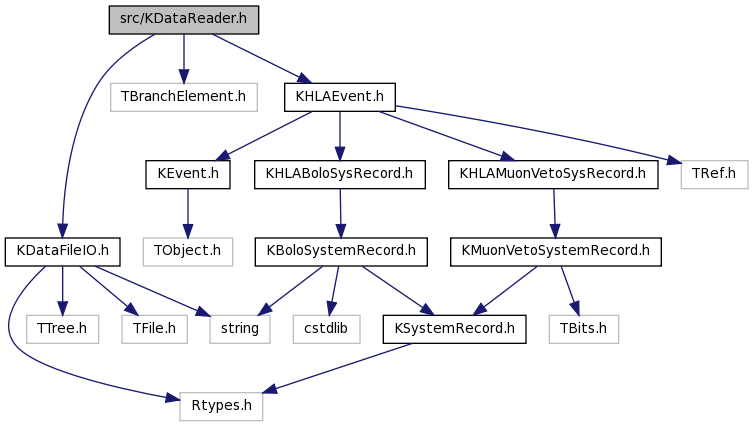 src/KDataReader.h
TBranchElement.h
KHLAEvent.h
KEvent.h
KHLABoloSysRecord.h
KHLAMuonVetoSysRecord.h
TRef.h
KDataFileIO.h
TObject.h
KBoloSystemRecord.h
KMuonVetoSystemRecord.h
TTree.h
TFile.h
string
cstdlib
KSystemRecord.h
TBits.h
Rtypes.h